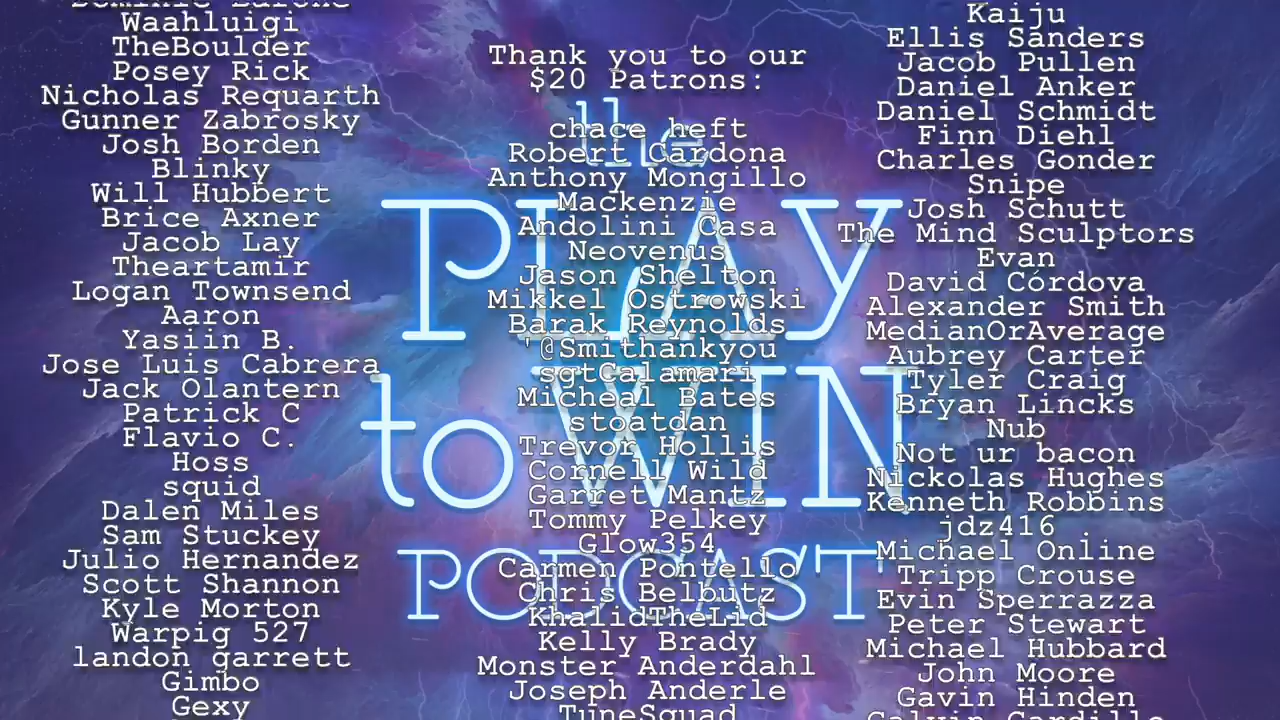 Dominic Barone
Waahluigi
TheBoulder
Posey Rick
Nicholas Requarth
Gunner Zabrosky
Josh Borden
Blinky
Will Hubbert
Brice Axner
Jacob Lay
Theartamir
Logan Townsend
Aaron
Yasiin B.
Jose Luis Cabrera
Jack Olantern
Patrick C
Flavio C.
Hoss
squid
Dalen Miles
Sam Stuckey
Julio Hernandez
Scott Shannon
Kyle Morton
Warpig 527
landon garrett
Gimbo
Gexy
Thank you to our
$20 Patrons:
chace heft
Robert Cardona
Anthony Mongillo
Mackenzie
Andolini Casa
Neovenus
Jason Shelton
Mikkel Ostrowski
Barak Reynolds
'@Smithankyou
sgtCalamari
Micheal Bates
stoatdan
Trevor Hollis
Cornell Wild
Garret Mantz
Tommy Pelkey
Glow354
Carmen Pontello
Chris Belbutz
KhalidTheLid
Kelly Brady
Monster Anderdahl
Joseph Anderle
TuneSquad
Kaiju
Ellis Sanders
Jacob Pullen
Daniel Anker
Daniel Schmidt
Finn Diehl
Charles Gonder
Snipe
Josh Schutt
The Mind Sculptors
Evan
David Córdova
Alexander Smith
MedianOrAverage
Aubrey Carter
Tyler Craig
Bryan Lincks
Nub
Not ur bacon
Nickolas Hughes
Kenneth Robbins
jdz416 .
Michael Online
Tripp Crouse
Evin Sperrazza
Peter Stewart
Michael Hubbard
John Moore
Gavin Hinden
Calvin Cardillo
the
PLAY
to WIN
PODCAST